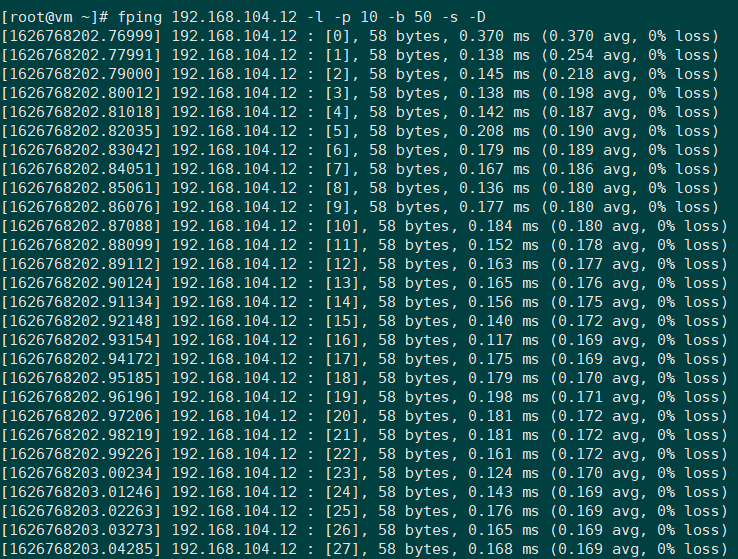 [root@vm ~]# fping 192.168.104.12 -l -p 10 -b 50 -s -D
[1626768202.76999] 192.168.104.12 : [0], 58 bytes, 0.370 ms (0.370 avg, 0% loss)
[1626768202.77991] 192.168.104.12 : [1], 58 bytes, 0.138 ms (0.254 avg, 0% loss)
[1626768202.79000] 192.168.104.12 : [2], 58 bytes, 0.145 ms (0.218 avg, 0% loss)
[1626768202.80012] 192.168.104.12 : [3], 58 bytes, 0.138 ms (0.198 avg, 0% loss)
[1626768202.81018] 192.168.104.12 : [4], 58 bytes, 0.142 ms (0.187 avg, 0% loss)
[1626768202.82035] 192.168.104.12 : [5], 58 bytes, 0.208 ms (0.190 avg, 0% loss)
[1626768202.83042] 192.168.104.12 : [6], 58 bytes, 0.179 ms (0.189 avg, 0% loss)
[1626768202.84051] 192.168.104.12 : [7], 58 bytes, 0.167 ms (0.186 avg, 0% loss)
[1626768202.85061] 192.168.104.12 : [8], 58 bytes, 0.136 ms (0.180 avg, 0% loss)
[1626768202.86076] 192.168.104.12 : [9], 58 bytes, 0.177 ms (0.180 avg, 0% loss)
[1626768202.87088] 192.168.104.12 : [10], 58 bytes, 0.184 ms (0.180 avg, 0% loss)
[1626768202.88099] 192.168.104.12 : [11], 58 bytes, 0.152 ms (0.178 avg, 0% loss)
[1626768202.89112] 192.168.104.12 : [12], 58 bytes, 0.163 ms (0.177 avg, 0% loss)
[1626768202.90124] 192.168.104.12 : [13], 58 bytes, 0.165 ms (0.176 avg, 0% loss)
[1626768202.91134] 192.168.104.12 : [14], 58 bytes, 0.156 ms (0.175 avg, 0% loss)
[1626768202.92148] 192.168.104.12 : [15], 58 bytes, 0.140 ms (0.172 avg, 0% loss)
[1626768202.93154] 192.168.104.12 : [16], 58 bytes, 0.117 ms (0.169 avg, 0% loss)
[1626768202.94172] 192.168.104.12 : [17], 58 bytes, 0.175 ms (0.169 avg, 0% loss)
[1626768202.95185] 192.168.104.12 : [18], 58 bytes, 0.179 ms (0.170 avg, 0% loss)
[1626768202.96196] 192.168.104.12 : [19], 58 bytes, 0.198 ms (0.171 avg, 0% loss)
[1626768202.97206] 192.168.104.12 : [20], 58 bytes, 0.181 ms (0.172 avg, 0% loss)
[1626768202.98219] 192.168.104.12 : [21], 58 bytes, 0.181 ms (0.172 avg, 0% loss)
[1626768202.99226] 192.168.104.12 : [22], 58 bytes, 0.161 ms (0.172 avg, 0% loss)
[1626768203.00234] 192.168.104.12 : [23], 58 bytes, 0.124 ms (0.170 avg, 0% loss)
[1626768203.01246] 192.168.104.12 : [24], 58 bytes, 0.143 ms (0.169 avg, 0% loss)
[1626768203.02263] 192.168.104.12 : [25], 58 bytes, 0.176 ms (0.169 avg, 0% loss)
[1626768203.03273] 192.168.104.12 : [26], 58 bytes, 0.165 ms (0.169 avg, 0% loss)
[1626768203.04285] 192.168.104.12 : [27], 58 bytes, 0.168 ms (0.169 avg, 0% loss)